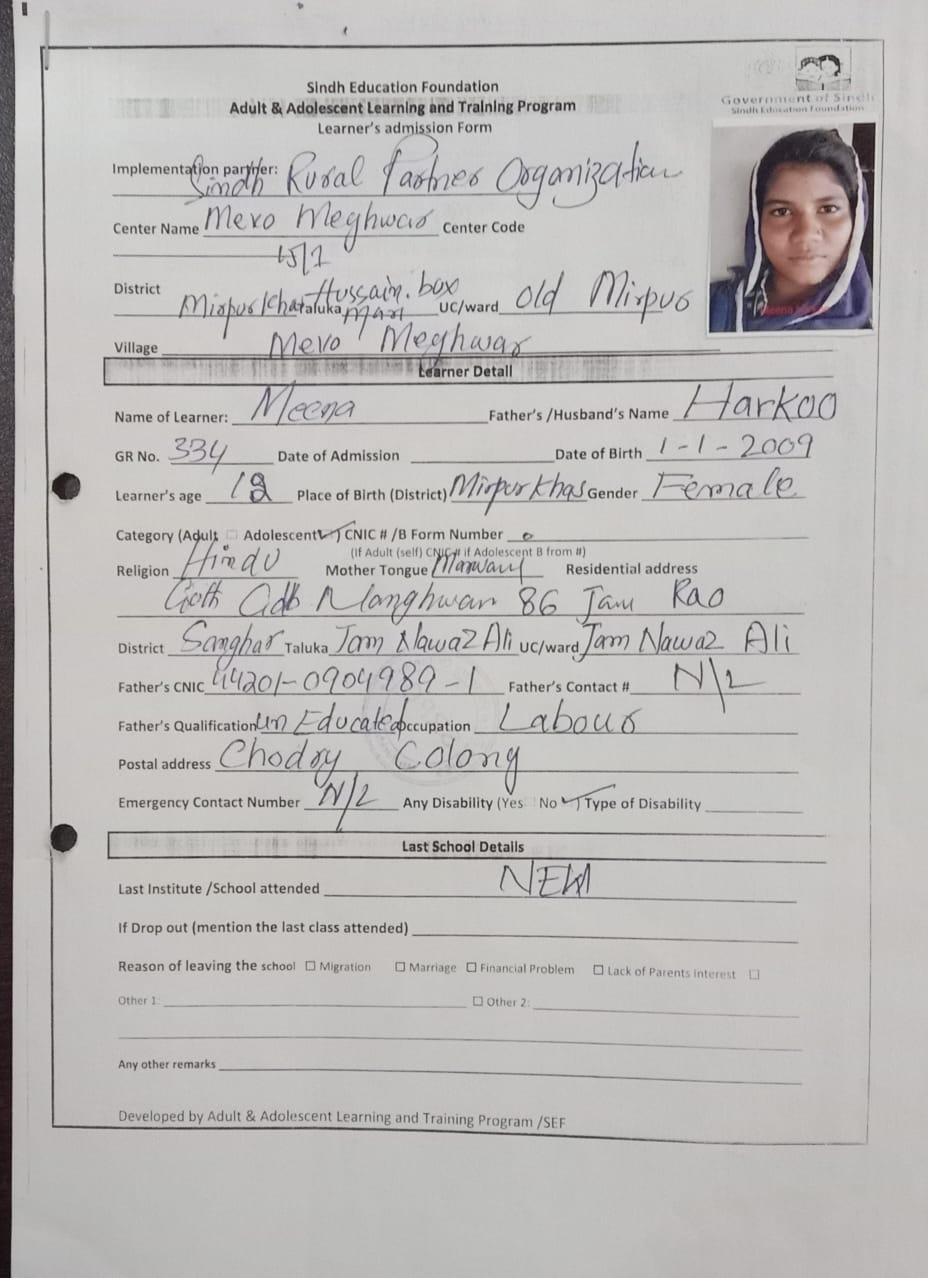 Sindh Education Foundation
Adult & Adolescent Learning and Training Program
Learner's admission Form
Government of Sindh
Sindh Education Foundation
Implementation partner: Sindh Rural Partner Organization
Center Name Mevo Meghwar Center Code
15/1
District Mirpurkhas Taluka Hussain. box mari UC/ward Old Mirpur
Village Mevo Meghwar
Learner Detail
Name of Learner: Meena Father's /Husband's Name Harkoo
GR No. 334 Date of Admission Date of Birth 1-1-2009
Learner's age Place of Birth (District) Mirpurkhas Gender Female
Category (Adult ☐ Adolescent ✓) CNIC # /B Form Number
(If Adult (self) CNIC # if Adolescent B from #)
Religion Hindu Mother Tongue Marwari Residential address
Goth Manghwar 86 Jam Rao
District Sanghar Taluka Jam Nawaz Ali UC/ward Jam Nawaz Ali
Father's CNIC 44201-0904989-1 Father's Contact # N/2
Father's Qualification Un Educated Occupation Labour
Postal address Chodry Colony
Emergency Contact Number N/2 Any Disability (Yes No ✓) Type of Disability
Last School Details
Last Institute /School attended NEW
If Drop out (mention the last class attended)
Reason of leaving the school ☐ Migration ☐ Marriage ☐ Financial Problem ☐ Lack of Parents interest ☐
Other 1: ☐ Other 2:
Any other remarks
Developed by Adult & Adolescent Learning and Training Program /SEF